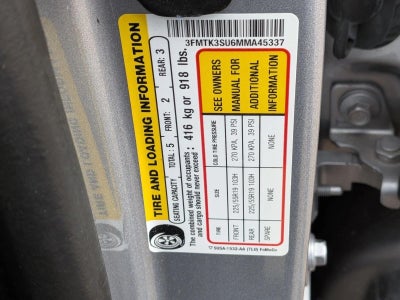 3FMTK3SU6MMA45337
TIRE AND LOADING INFORMATION
SEATING CAPACITY TOTAL: 5 FRONT: 2 REAR: 3
The combined weight of occupants
and cargo should never exceed: 416 kg or 918 lbs.
TIRE SIZE COLD TIRE PRESSURE
FRONT 225/55R19 103H 270 KPA, 39 PSI
REAR 225/55R19 103H 270 KPA, 39 PSI
SPARE NONE NONE
SEE OWNERS
MANUAL FOR
ADDITIONAL
INFORMATION